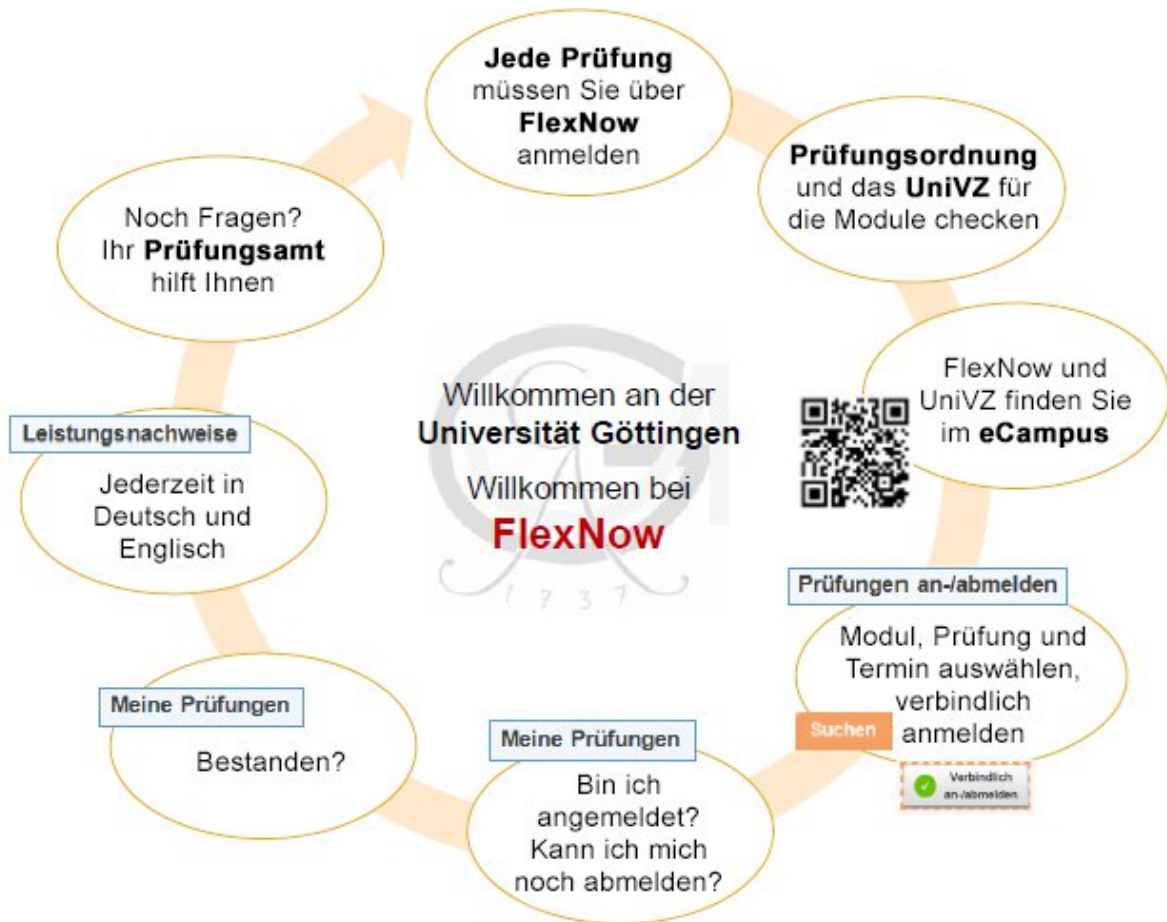 Jede Prüfung
müssen Sie über
FlexNow
anmelden
Prüfungsordnung
und das UniVZ für
die Module checken
FlexNow und
UniVZ finden Sie
im eCampus
Prüfungen an-/abmelden
Modul, Prüfung und
Termin auswählen,
verbindlich
anmelden
Suchen
Verbindlich
an-/abmelden
Meine Prüfungen
Bin ich
angemeldet?
Kann ich mich
noch abmelden?
Meine Prüfungen
Bestanden?
Leistungsnachweise
Jederzeit in
Deutsch und
Englisch
Noch Fragen?
Ihr Prüfungsamt
hilft Ihnen
Willkommen an der
Universität Göttingen
Willkommen bei
FlexNow
1737